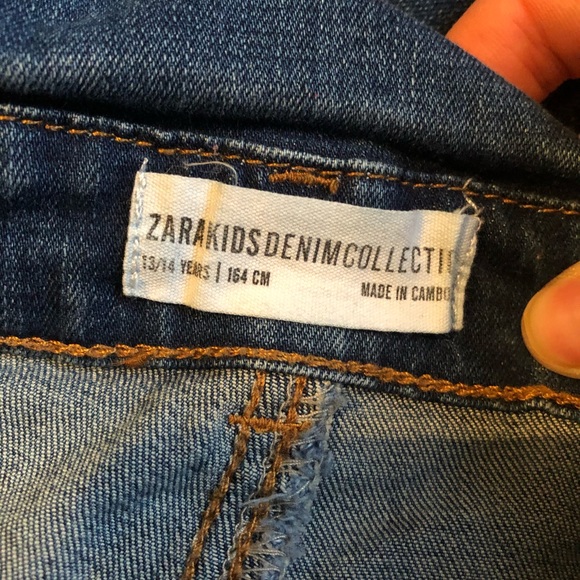 ZARAKIDSDENIMCOLLECTI
13/14 YEARS | 164 CM
MADE IN CAMBO